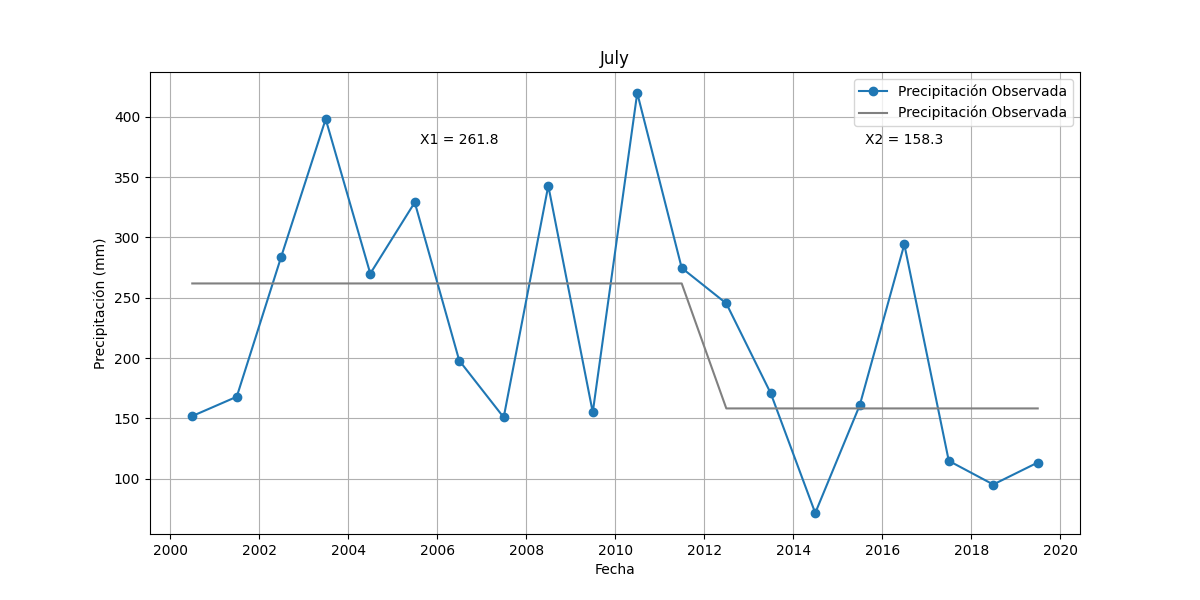 July
Precipitación Observada
Precipitación Observada
X1 = 261.8
X2 = 158.3
Precipitación (mm)
400
350
300
250
200
150
100
2000 2002 2004 2006 2008 2010 2012 2014 2016 2018 2020
Fecha